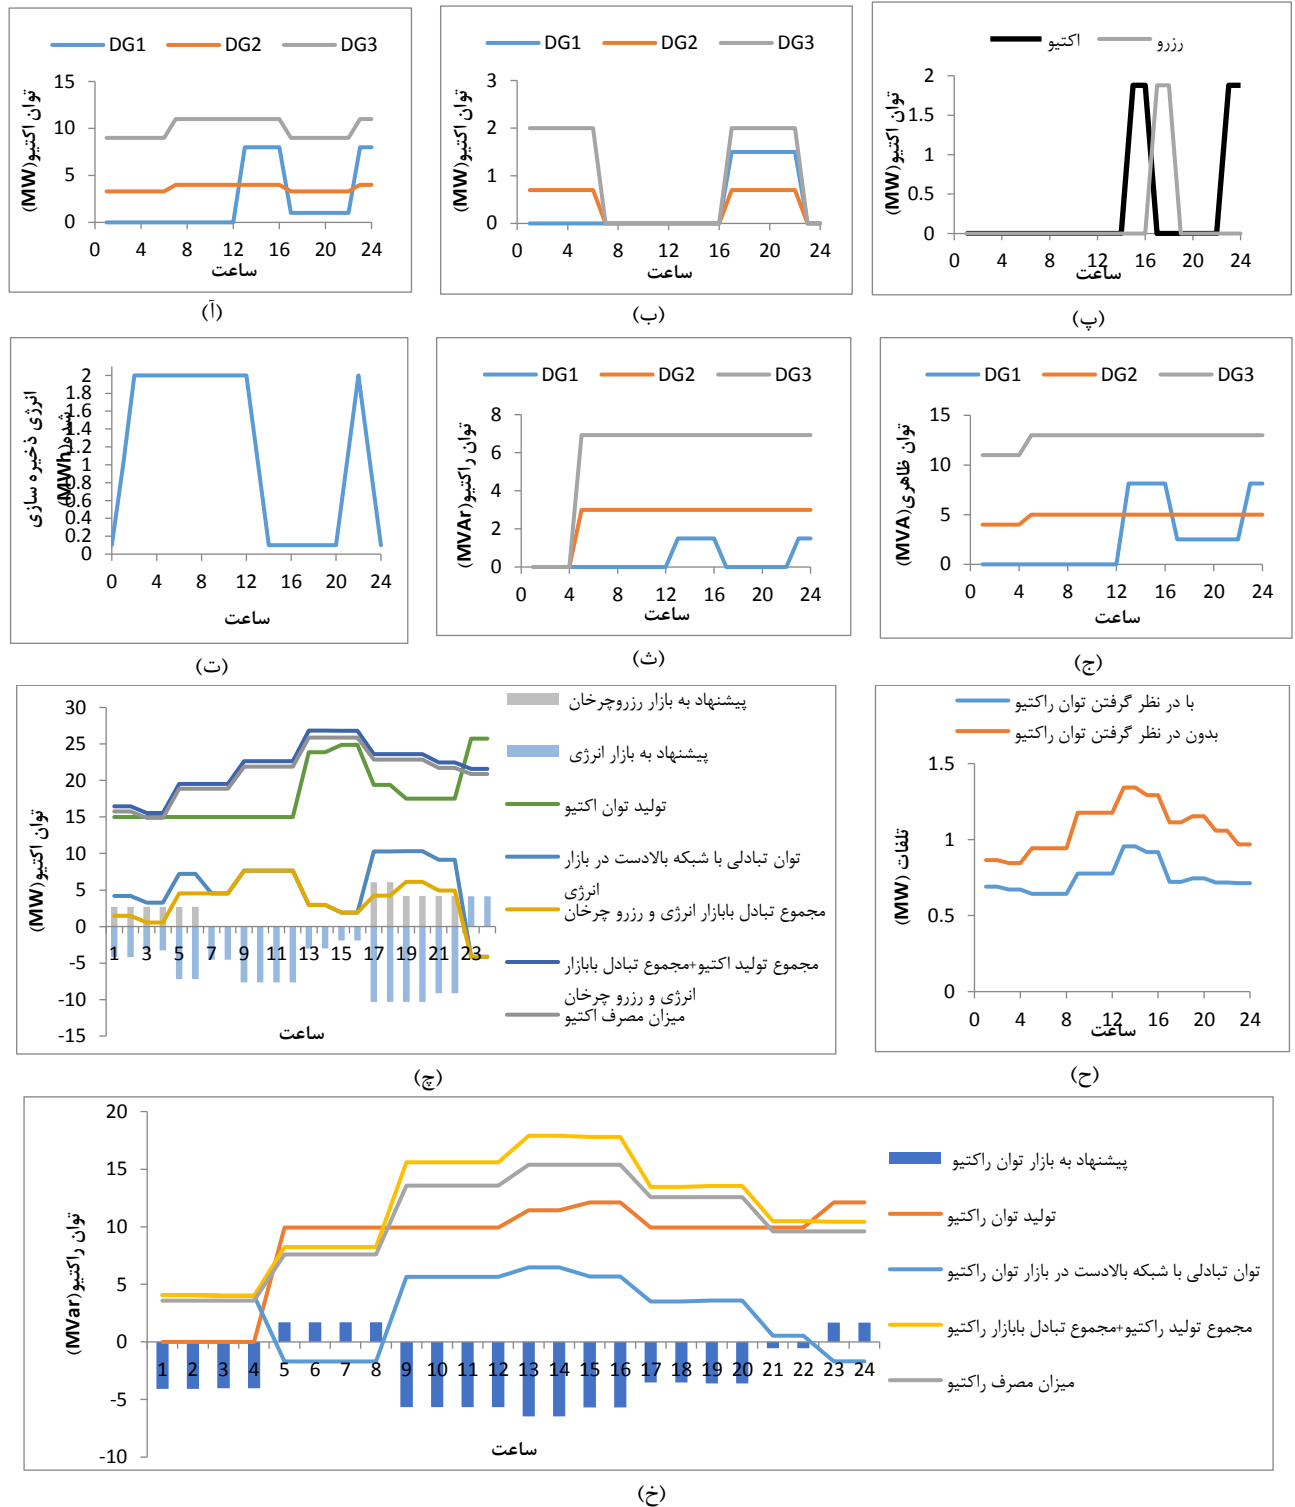 DG1 DG2 DG3
توان اکتیو(MW)
15
10
5
0
0 4 8 12 16 20 24
ساعت
(آ)
DG1 DG2 DG3
توان اکتیو(MW)
3
2
1
0
0 4 8 12 16 20 24
ساعت
(ب)
اکتیو رزرو
توان اکتیو(MW)
2
1.5
1
0.5
0
0 4 8 12 16 20 24
ساعت
(پ)
انرژی ذخیره سازی
شده(MWh)
2
1.8
1.6
1.4
1.2
1
0.8
0.6
0.4
0.2
0
0 4 8 12 16 20 24
ساعت
(ت)
DG1 DG2 DG3
توان راکتیو(MVAr)
8
6
4
2
0
0 4 8 12 16 20 24
ساعت
(ث)
DG1 DG2 DG3
توان ظاهری(MVA)
15
10
5
0
0 4 8 12 16 20 24
ساعت
(ج)
توان اکتیو(MW)
30
25
20
15
10
5
0
-5
-10
-15
1 3 5 7 9 11 13 15 17 19 21 23
ساعت
پیشنهاد به بازار رزروچرخان
پیشنهاد به بازار انرژی
تولید توان اکتیو
توان تبادلی با شبکه بالادست در بازار
انرژی
مجموع تبادل بابازار انرژی و رزرو چرخان
مجموع تولید اکتیو+مجموع تبادل بابازار
انرژی و رزرو چرخان
میزان مصرف اکتیو
(چ)
با در نظر گرفتن توان راکتیو
بدون در نظر گرفتن توان راکتیو
تلفات (MW)
1.5
1
0.5
0
0 4 8 12 16 20 24
ساعت
(ح)
توان راکتیو(MVar)
20
15
10
5
0
-5
-10
1 2 3 4 5 6 7 8 9 10 11 12 13 14 15 16 17 18 19 20 21 22 23 24
ساعت
پیشنهاد به بازار توان راکتیو
تولید توان راکتیو
توان تبادلی با شبکه بالادست در بازار توان راکتیو
مجموع تولید راکتیو+مجموع تبادل بابازار راکتیو
میزان مصرف راکتیو
(خ)